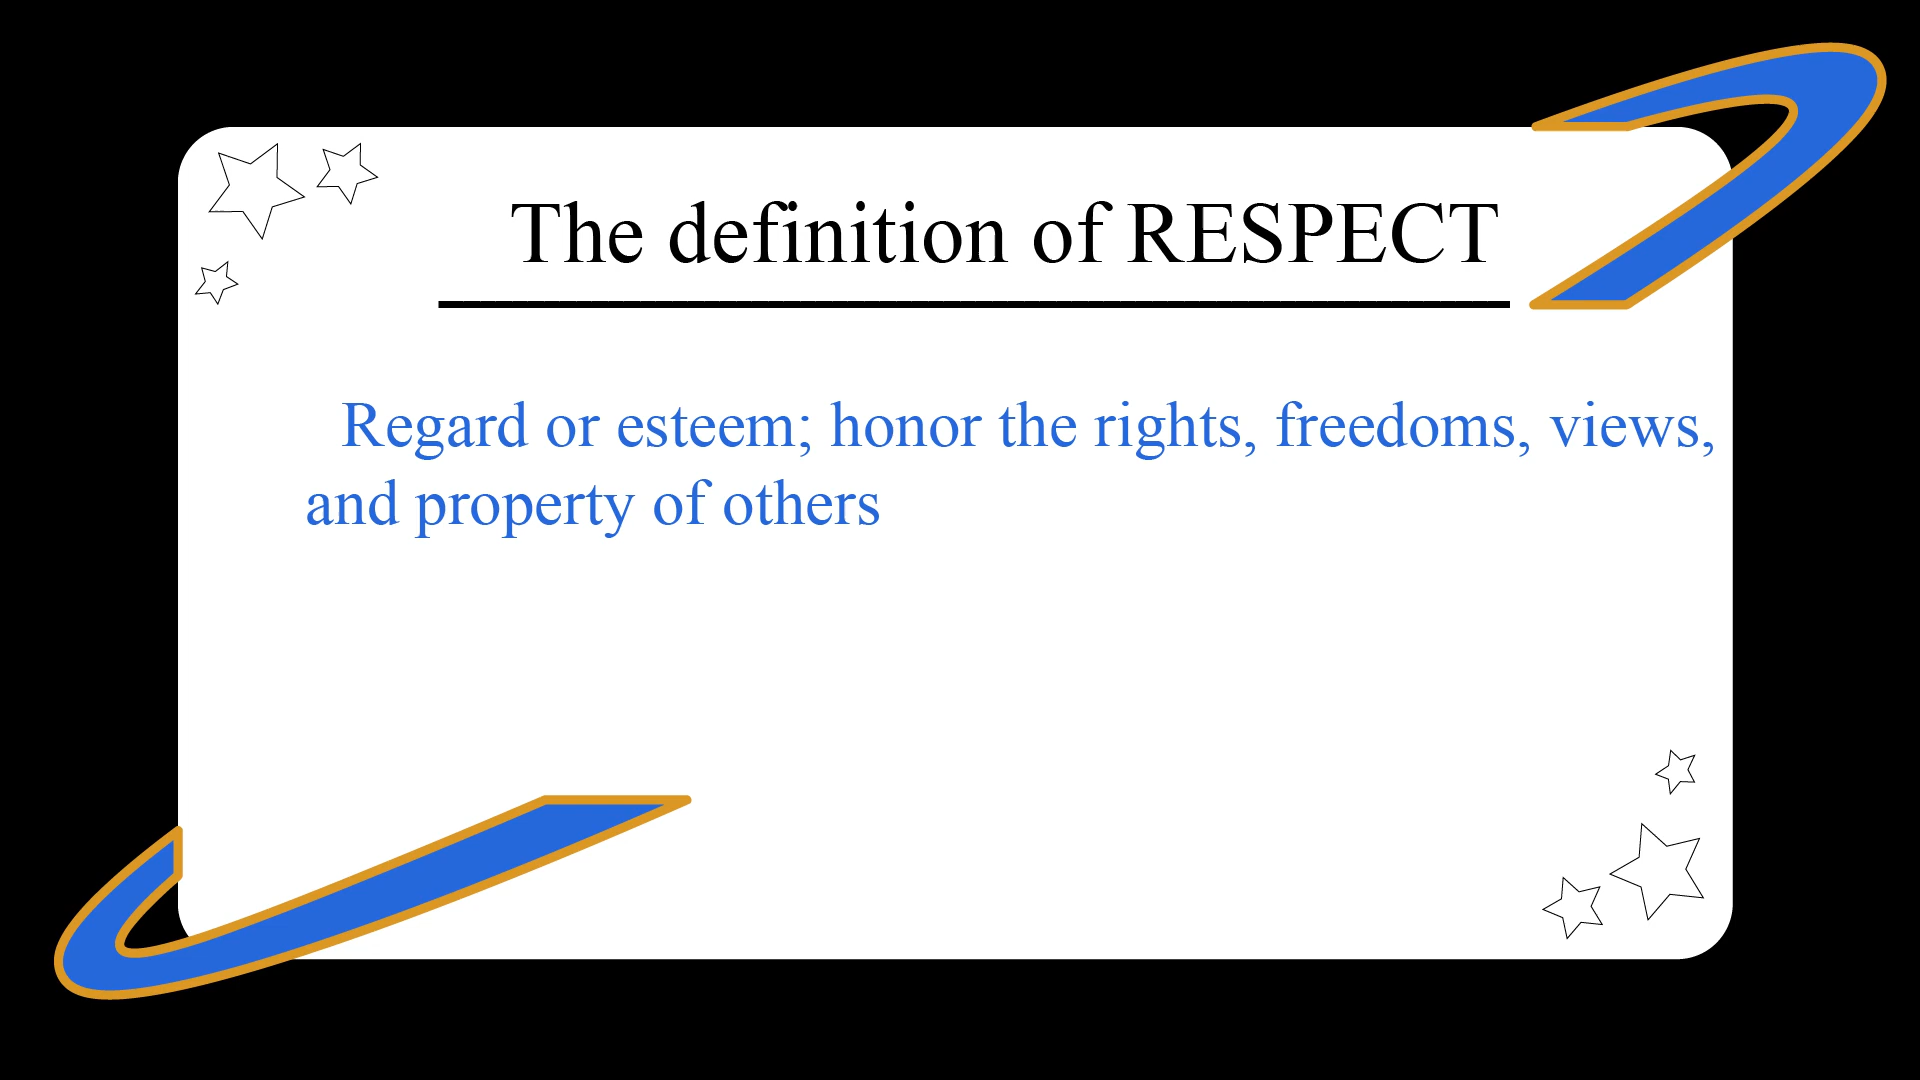 The definition of RESPECT
Regard or esteem; honor the rights, freedoms, views,
and property of others